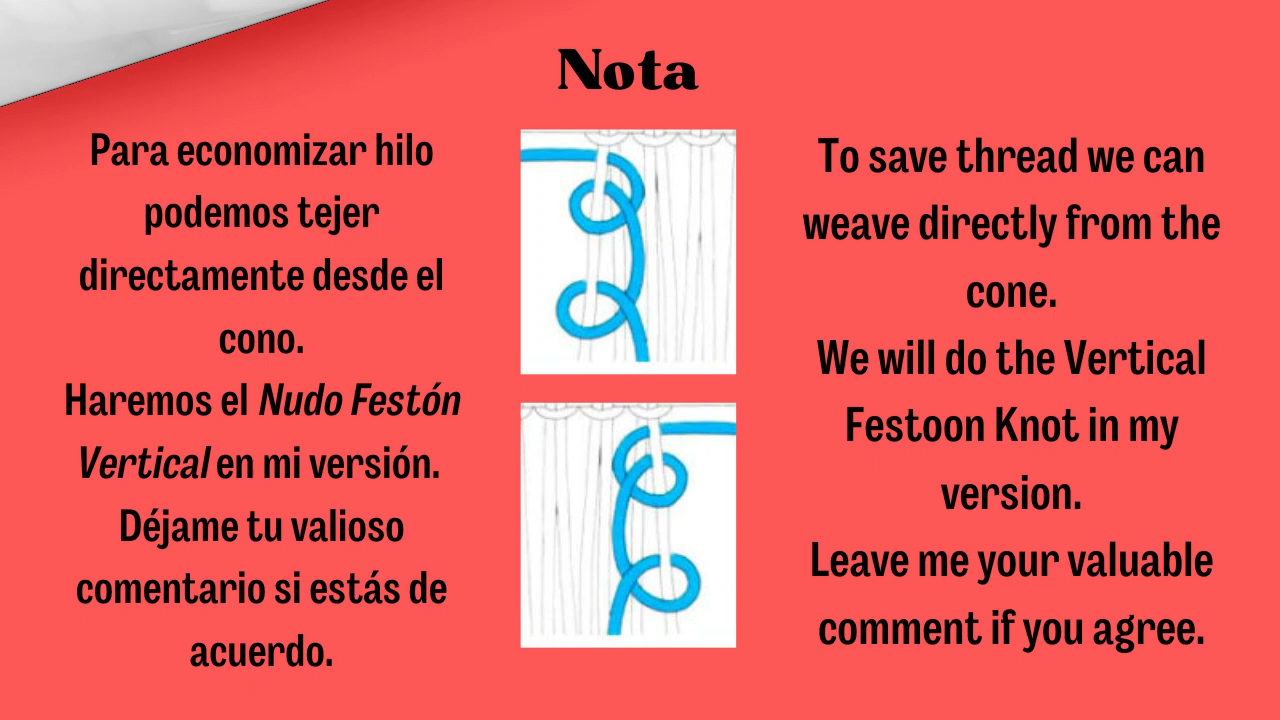 Nota
Para economizar hilo
podemos tejer
directamente desde el
cono.
Haremos el Nudo Festón
Vertical en mi versión.
Déjame tu valioso
comentario si estás de
acuerdo.
To save thread we can
weave directly from the
cone.
We will do the Vertical
Festoon Knot in my
version.
Leave me your valuable
comment if you agree.